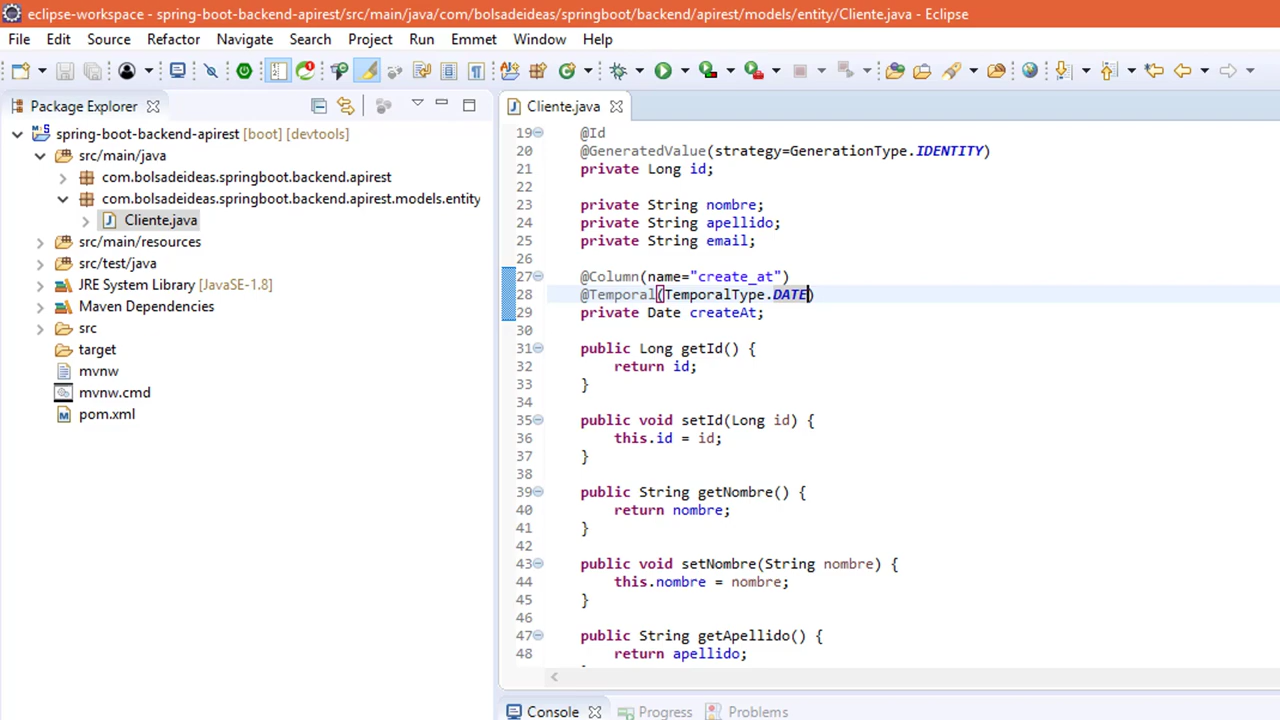 eclipse-workspace - spring-boot-backend-apirest/src/main/java/com/bolsadeideas/springboot/backend/apirest/models/entity/Cliente.java - Eclipse
File Edit Source Refactor Navigate Search Project Run Emmet Window Help
Package Explorer
spring-boot-backend-apirest [boot] [devtools]
src/main/java
com.bolsadeideas.springboot.backend.apirest
com.bolsadeideas.springboot.backend.apirest.models.entity
Cliente.java
src/main/resources
src/test/java
JRE System Library [JavaSE-1.8]
Maven Dependencies
src
target
mvnw
mvnw.cmd
pom.xml
Cliente.java
19 @Id
20 @GeneratedValue(strategy=GenerationType.IDENTITY)
21 private Long id;
22
23 private String nombre;
24 private String apellido;
25 private String email;
26
27 @Column(name="create_at")
28 @Temporal(TemporalType.DATE)
29 private Date createAt;
30
31 public Long getId() {
32 return id;
33 }
34
35 public void setId(Long id) {
36 this.id = id;
37 }
38
39 public String getNombre() {
40 return nombre;
41 }
42
43 public void setNombre(String nombre) {
44 this.nombre = nombre;
45 }
46
47 public String getApellido() {
48 return apellido;
Console Progress Problems